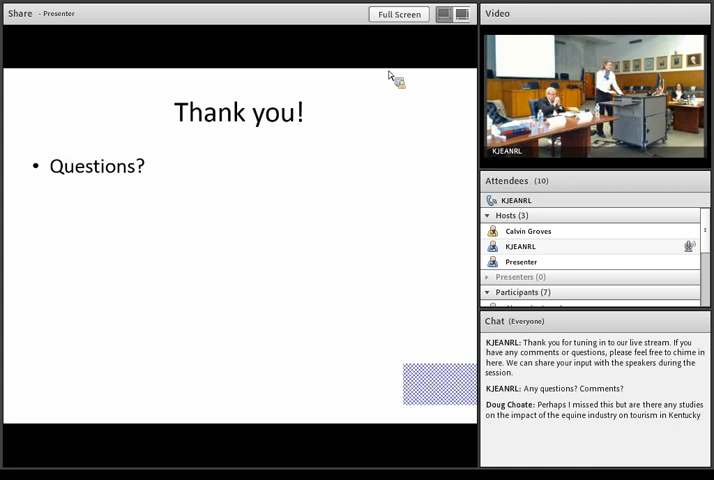 Share - Presenter
Full Screen
Thank you!
• Questions?
Video
KJEANRL
Attendees (10)
KJEANRL
Hosts (3)
Calvin Groves
KJEANRL
Presenter
Presenters (0)
Participants (7)
Chat (Everyone)
KJEANRL: Thank you for tuning in to our live stream. If you
have any comments or questions, please feel free to chime in
here. We can share your input with the speakers during the
session.
KJEANRL: Any questions? Comments?
Doug Choate: Perhaps I missed this but are there any studies
on the impact of the equine industry on tourism in Kentucky